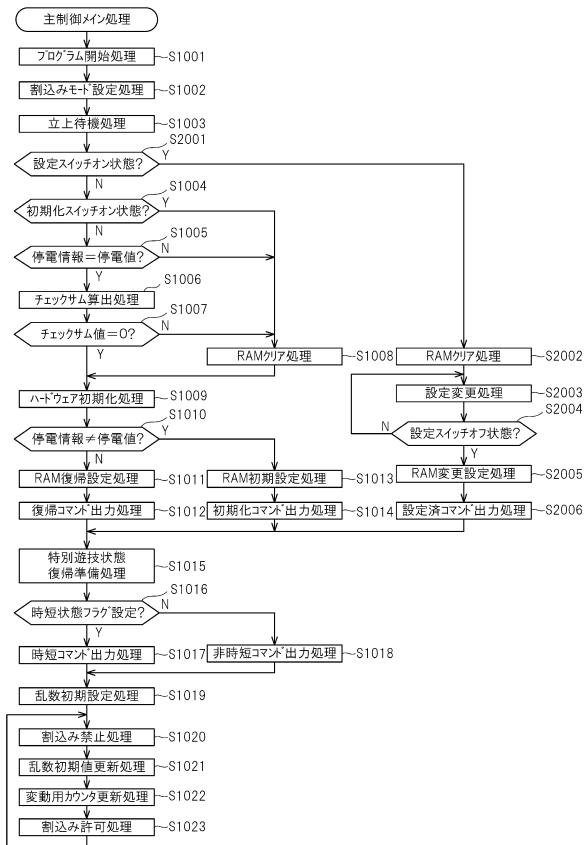 主制御メイン処理
プログラム開始処理 S1001
割込みモード設定処理 S1002
立上待機処理 S1003
S2001
設定スイッチオン状態? Y
N
S1004
初期化スイッチオン状態? Y
N
S1005
停電情報=停電値? N
Y
S1006
チェックサム算出処理
S1007
チェックサム値=0? N
Y
RAMクリア処理 S1008
RAMクリア処理 S2002
ハードウェア初期化処理 S1009
設定変更処理 S2003
S1010
停電情報≠停電値? Y
N
S2004
N 設定スイッチオフ状態?
Y
RAM復帰設定処理 S1011
RAM初期設定処理 S1013
RAM変更設定処理 S2005
復帰コマンド出力処理 S1012
初期化コマンド出力処理 S1014
設定済コマンド出力処理 S2006
特別遊技状態
復帰準備処理 S1015
S1016
時短状態フラグ設定? N
Y
時短コマンド出力処理 S1017
非時短コマンド出力処理 S1018
乱数初期設定処理 S1019
割込み禁止処理 S1020
乱数初期値更新処理 S1021
変動用カウンタ更新処理 S1022
割込み許可処理 S1023